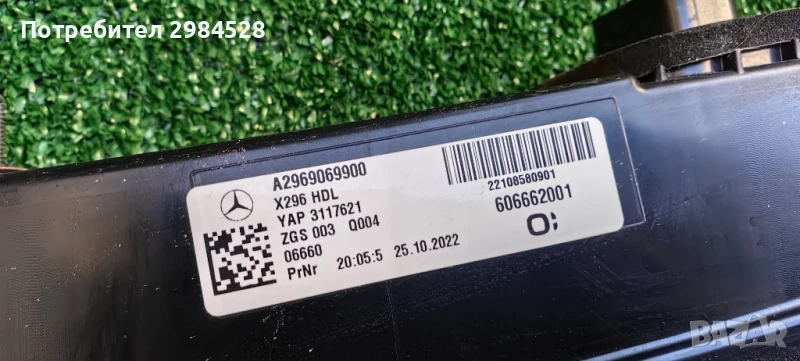 Потребител 2984528
A2969069900
X296 HDL
YAP 3117621
ZGS 003 Q004
06660
PrNr 20:05:5 25.10.2022
22108580901
606662001
O;
BAZAR